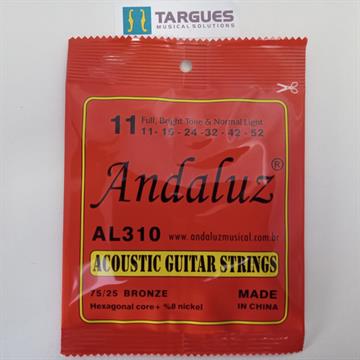 TARGUES
MUSICAL SOLUTIONS
11 Full, Bright Tone & Normal Light
11-15-24-32-42-52
Andaluz®
AL310 www.andaluzmusical.com.br
ACOUSTIC GUITAR STRINGS
75/25 BRONZE MADE
Hexagonal core+ %8 nickel IN CHINA